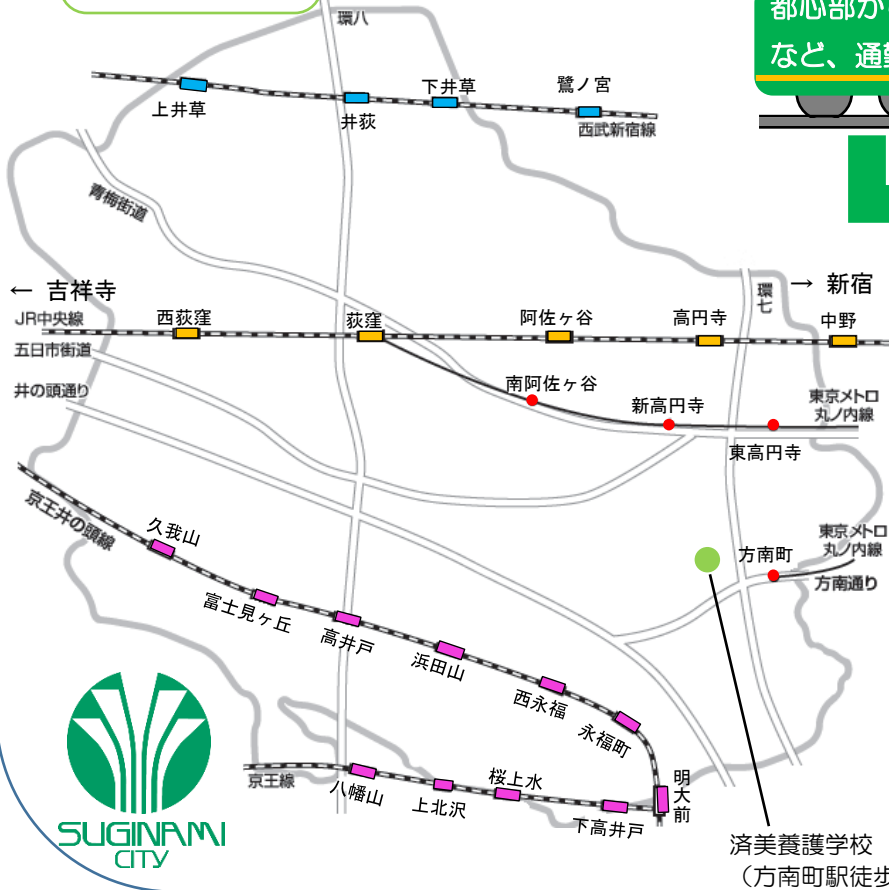 都心部か
など、通勤
環八
上井草
井荻
下井草
鷺ノ宮
西武新宿線
青梅街道
← 吉祥寺
→ 新宿
環七
JR中央線
西荻窪
荻窪
阿佐ヶ谷
高円寺
中野
五日市街道
井の頭通り
南阿佐ヶ谷
新高円寺
東高円寺
東京メトロ
丸ノ内線
京王井の頭線
久我山
富士見ヶ丘
高井戸
浜田山
西永福
永福町
明大前
方南町
東京メトロ
丸ノ内線
方南通り
京王線
八幡山
上北沢
桜上水
下高井戸
SUGINAMI
CITY
済美養護学校
(方南町駅徒歩